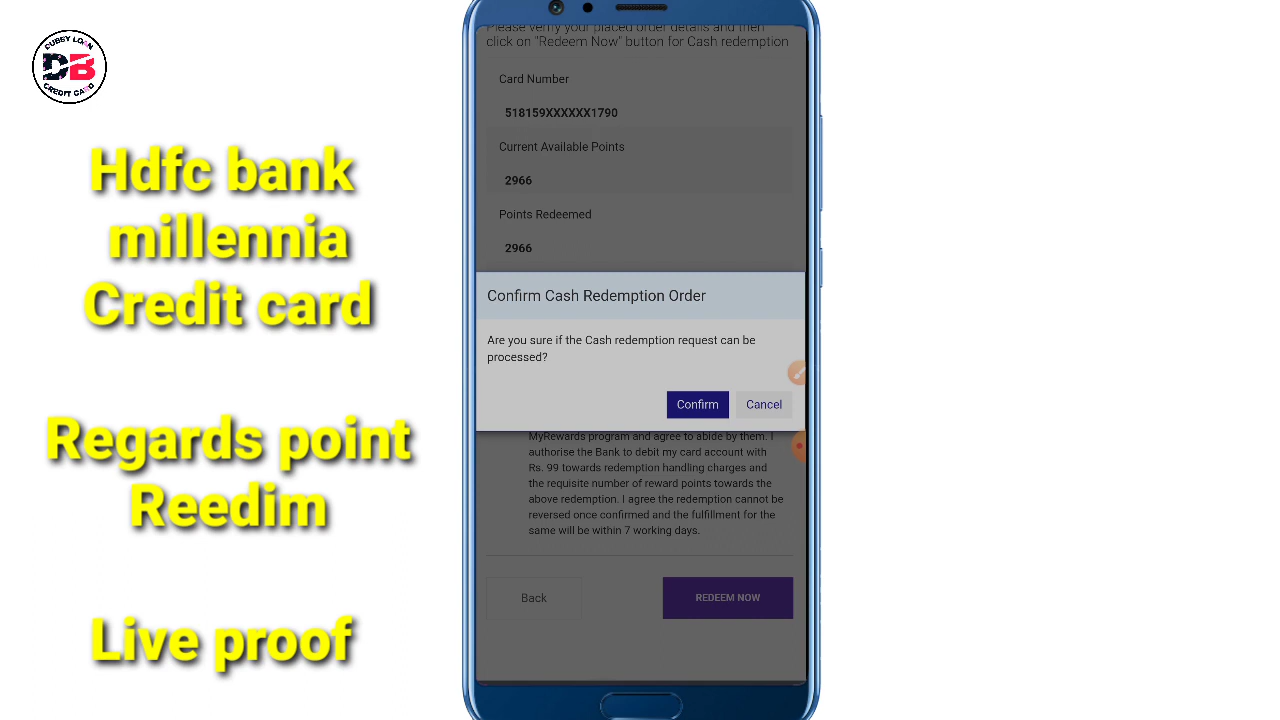 DUBBY LOAN
DB
CREDIT CARD
Hdfc bank
millennia
Credit card
Regards point
Reedim
Live proof
Please verify your placed order details and then
click on "Redeem Now" button for Cash redemption
Card Number
518159XXXXXX1790
Current Available Points
2966
Points Redeemed
2966
Confirm Cash Redemption Order
Are you sure if the Cash redemption request can be
processed?
Confirm
Cancel
MyRewards program and agree to abide by them. I
authorise the Bank to debit my card account with
Rs. 99 towards redemption handling charges and
the requisite number of reward points towards the
above redemption. I agree the redemption cannot be
reversed once confirmed and the fulfillment for the
same will be within 7 working days.
Back
REDEEM NOW